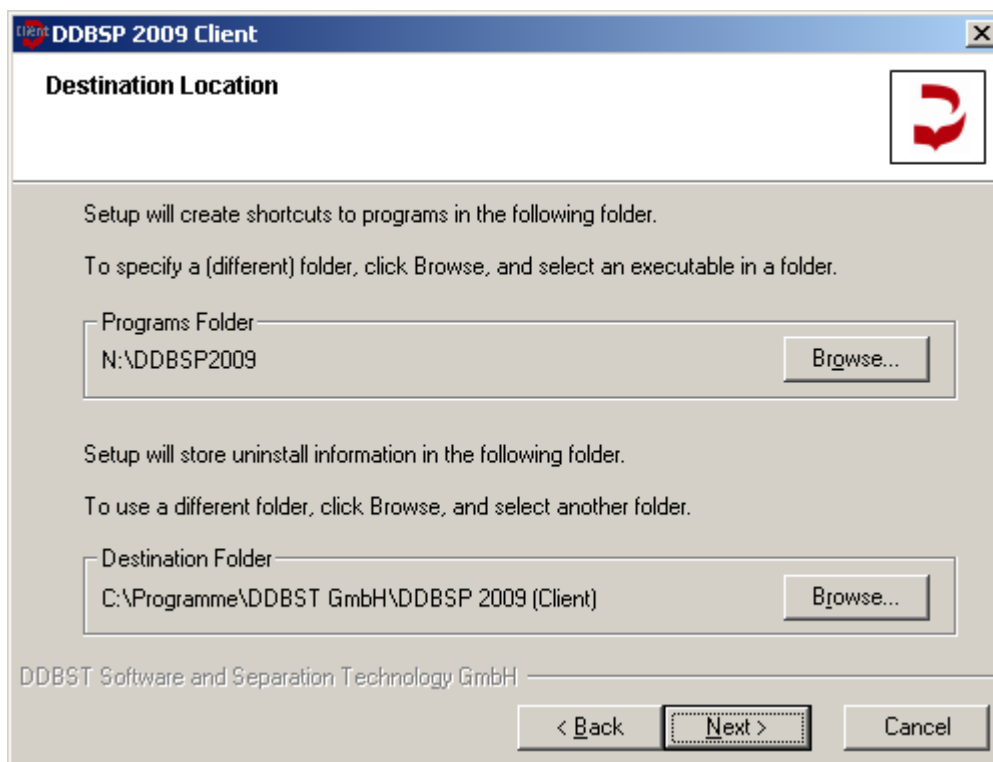 Client DDBSP 2009 Client
Destination Location
Setup will create shortcuts to programs in the following folder.
To specify a (different) folder, click Browse, and select an executable in a folder.
Programs Folder
N:\DDBSP2009
Browse...
Setup will store uninstall information in the following folder.
To use a different folder, click Browse, and select another folder.
Destination Folder
C:\Programme\DDBST GmbH\DDBSP 2009 (Client)
Browse...
DDBST Software and Separation Technology GmbH
< Back
Next >
Cancel